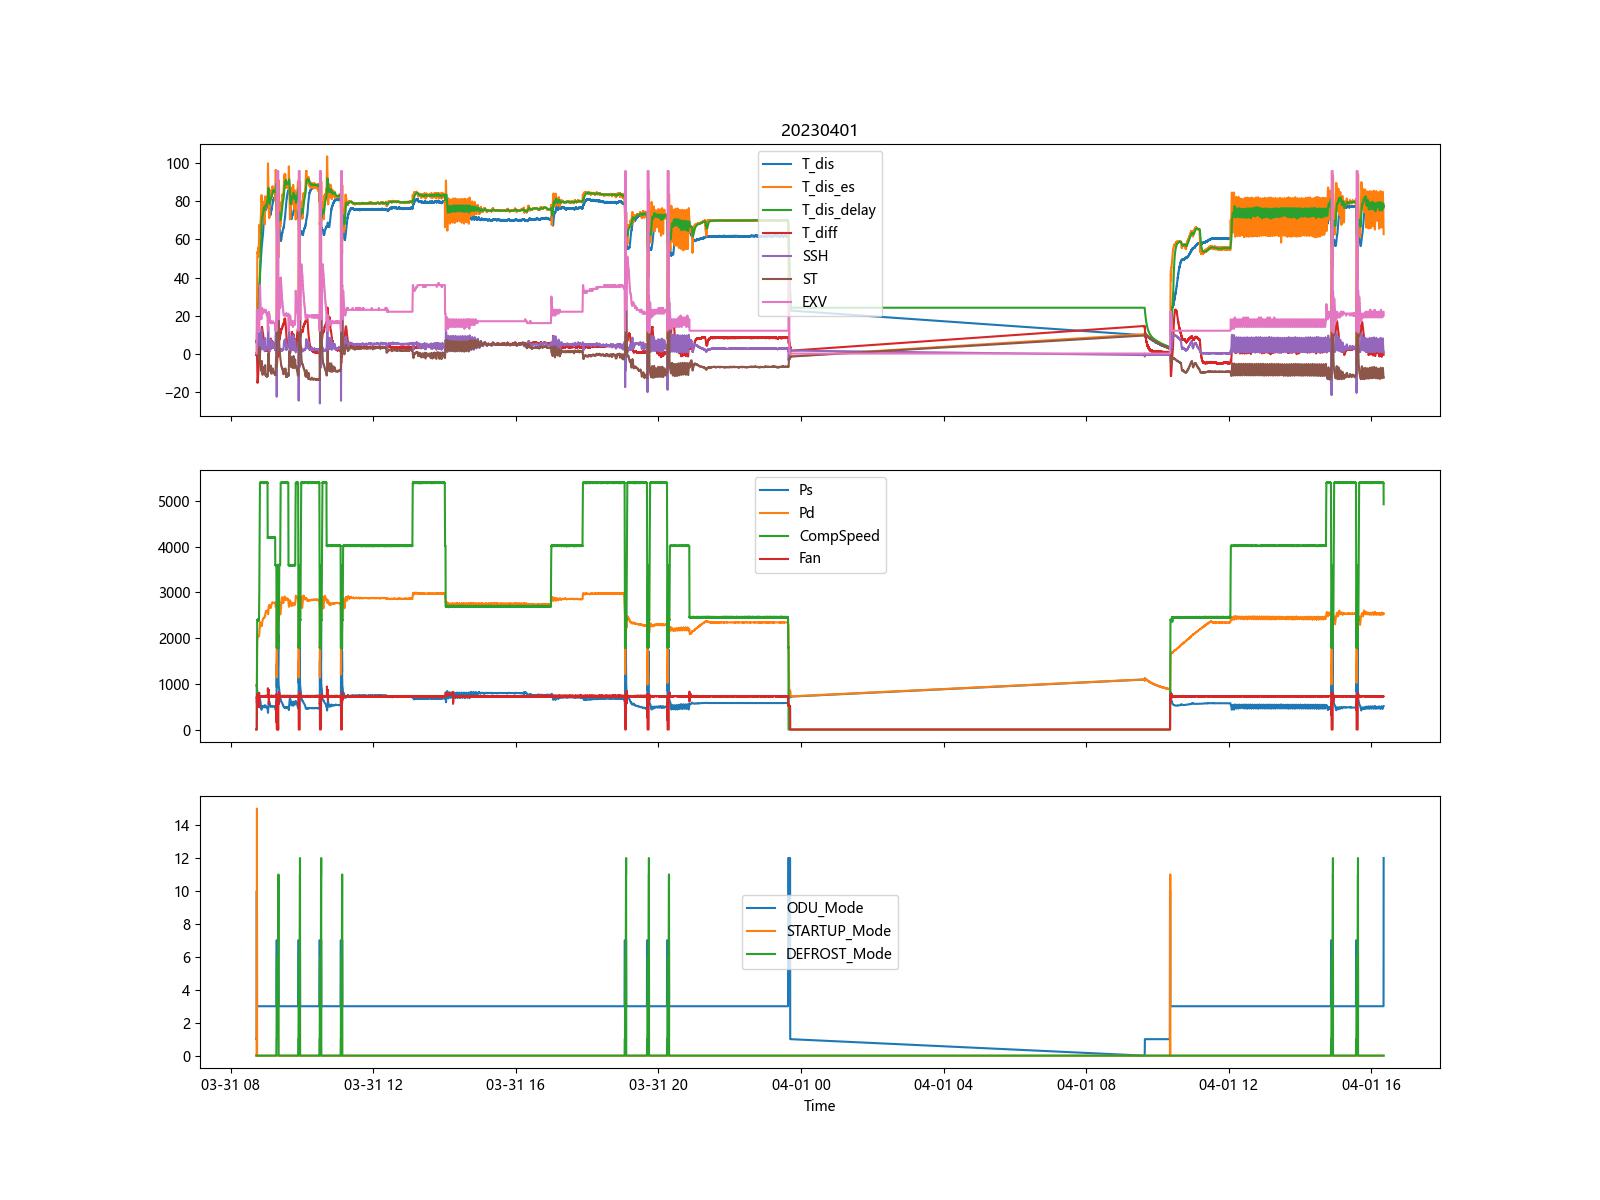 20230401
100
80
60
40
20
0
−20
T_dis
T_dis_es
T_dis_delay
T_diff
SSH
ST
EXV
5000
4000
3000
2000
1000
0
Ps
Pd
CompSpeed
Fan
14
12
10
8
6
4
2
0
ODU_Mode
STARTUP_Mode
DEFROST_Mode
03-31 08 03-31 12 03-31 16 03-31 20 04-01 00 04-01 04 04-01 08 04-01 12 04-01 16
Time